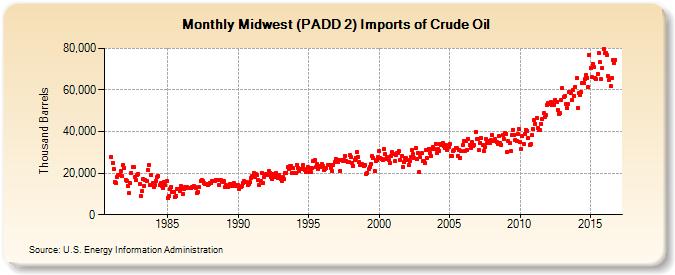 Monthly Midwest (PADD 2) Imports of Crude Oil
Thousand Barrels
80,000
60,000
40,000
20,000
0
1985 1990 1995 2000 2005 2010 2015
Source: U.S. Energy Information Administration